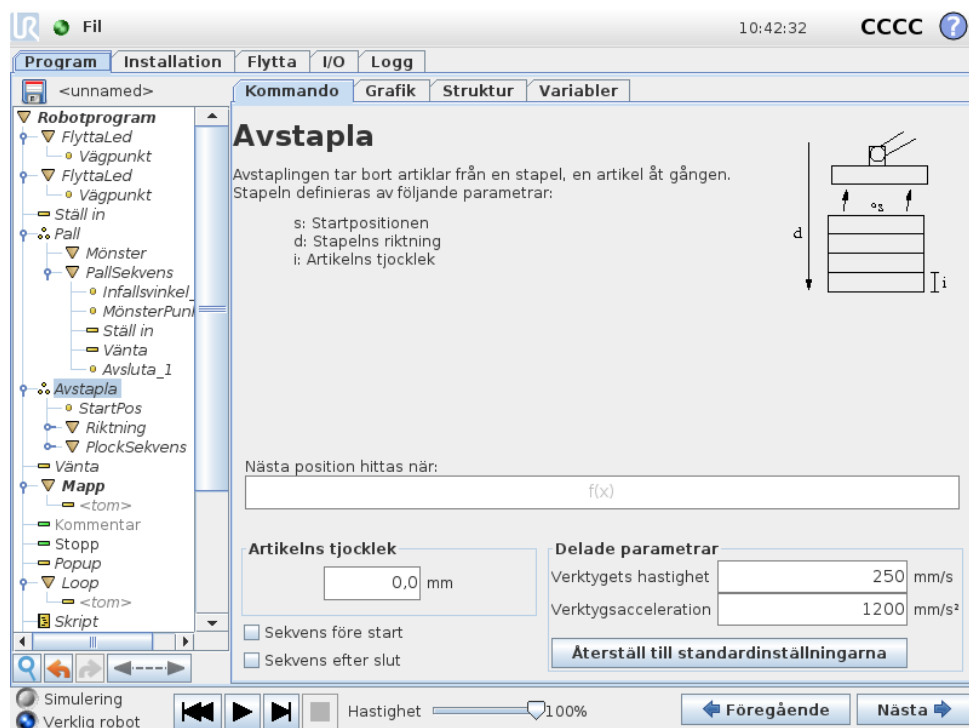 UR Fil 10:42:32 CCCC ?
Program Installation Flytta I/O Logg
<unnamed>
Kommando Grafik Struktur Variabler
Robotprogram
FlyttaLed
Vägpunkt
FlyttaLed
Vägpunkt
Ställ in
Pall
Mönster
PallSekvens
Infallsvinkel_
MönsterPunl
Ställ in
Vänta
Avsluta_1
Avstapla
StartPos
Riktning
PlockSekvens
Vänta
Mapp
<tom>
Kommentar
Stopp
Popup
Loop
<tom>
Skript
Avstapla
Avstaplingen tar bort artiklar från en stapel, en artikel åt gången.
Stapeln definieras av följande parametrar:
s: Startpositionen
d: Stapelns riktning
i: Artikelns tjocklek
s
d
i
Nästa position hittas när:
f(x)
Artikelns tjocklek
0,0 mm
Sekvens före start
Sekvens efter slut
Delade parametrar
Verktygets hastighet 250 mm/s
Verktygsacceleration 1200 mm/s²
Återställ till standardinställningarna
Simulering
Verklig robot
Hastighet 100%
Föregående Nästa